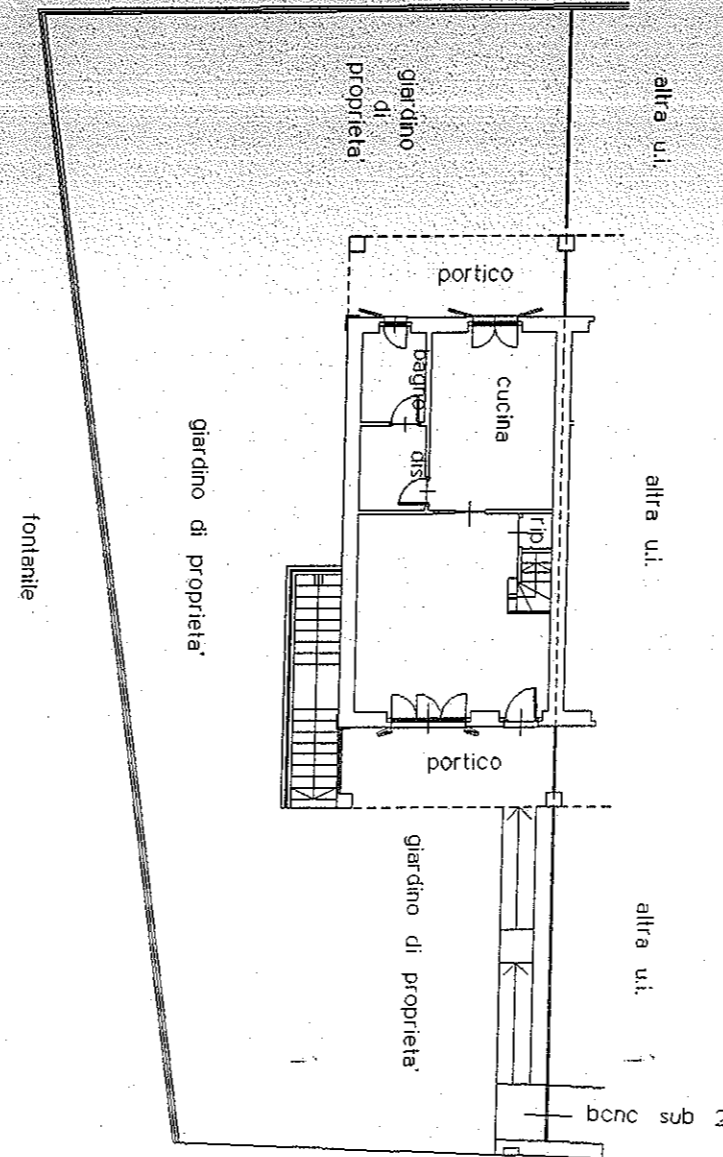 giardino
di
proprieta'
altra u.i.
portico
bagno
cucina
dis
altra u.i.
giardino di proprieta'
rip.
fontanile
portico
giardino di proprieta'
altra u.i.
bcnc sub 2